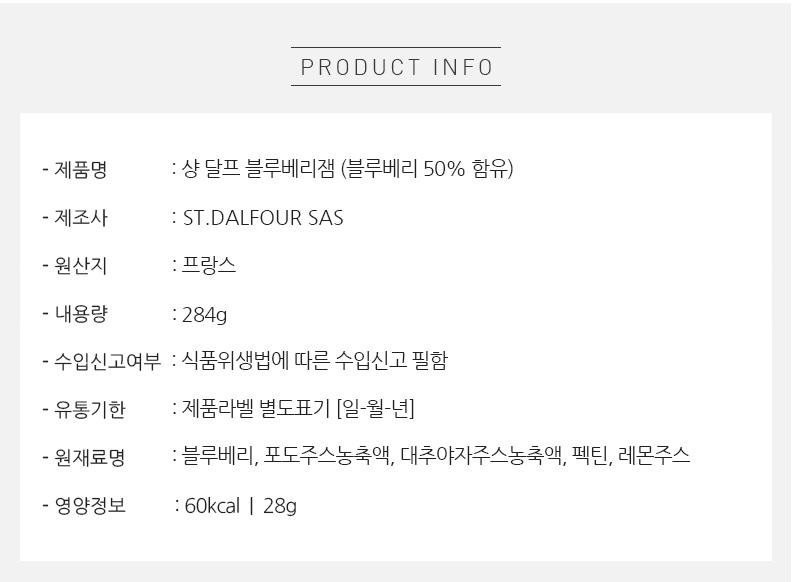 PRODUCT INFO
- 제품명 : 샹 달프 블루베리잼 (블루베리 50% 함유)
- 제조사 : ST.DALFOUR SAS
- 원산지 : 프랑스
- 내용량 : 284g
- 수입신고여부 : 식품위생법에 따른 수입신고 필함
- 유통기한 : 제품라벨 별도표기 [일-월-년]
- 원재료명 : 블루베리, 포도주스농축액, 대추야자주스농축액, 펙틴, 레몬주스
- 영양정보 : 60kcal | 28g